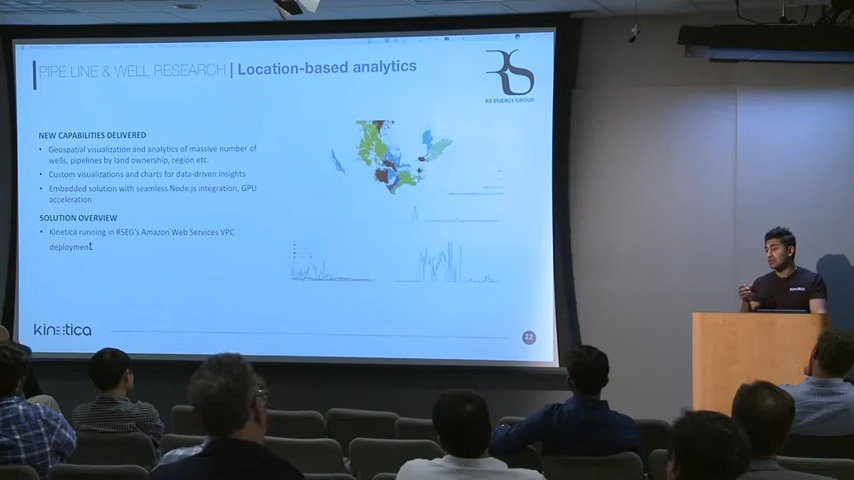 PIPE LINE & WELL RESEARCH | Location-based analytics
RS ENERGY GROUP
NEW CAPABILITIES DELIVERED
• Geospatial visualization and analytics of massive number of
wells, pipelines by land ownership, region etc.
• Custom visualizations and charts for data-driven insights
• Embedded solution with seamless Node.js integration, GPU
acceleration
SOLUTION OVERVIEW
• Kinetica running in RSEG's Amazon Web Services VPC
deployment
kinetica
22